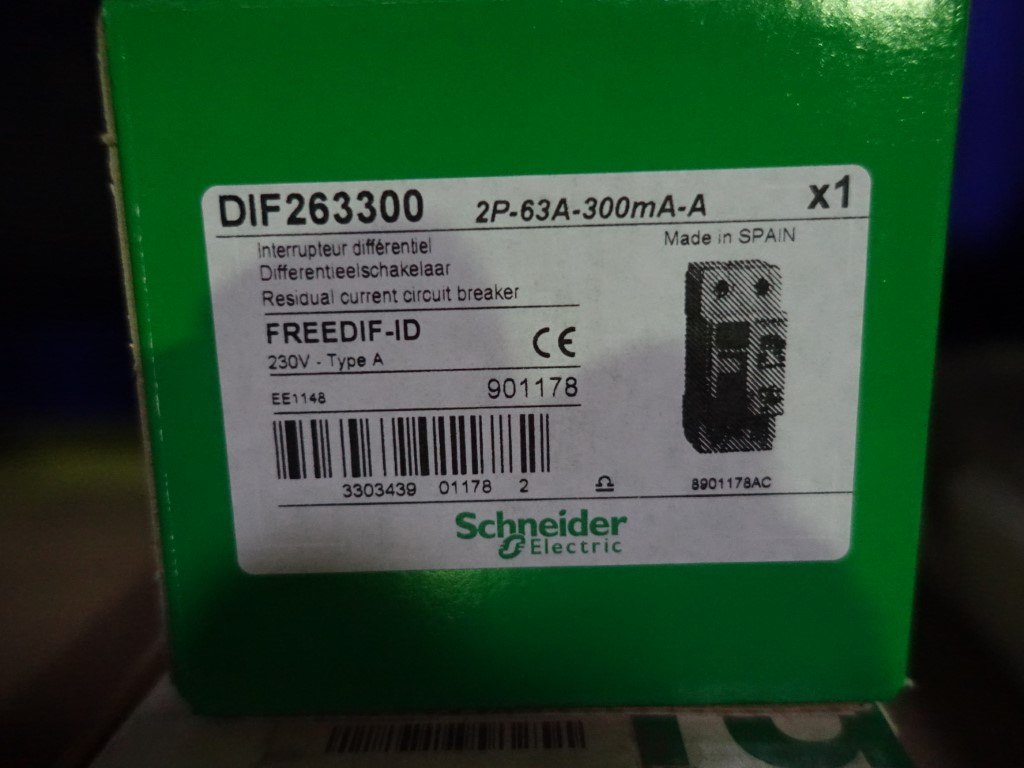 DIF263300 2P-63A-300mA-A x1
Interrupteur différentiel Made in SPAIN
Differentieelschakelaar
Residual current circuit breaker
FREEDIF-ID
230V - Type A CE
EE1148 901178
3303439 01178 2 8901178AC
Schneider
Electric